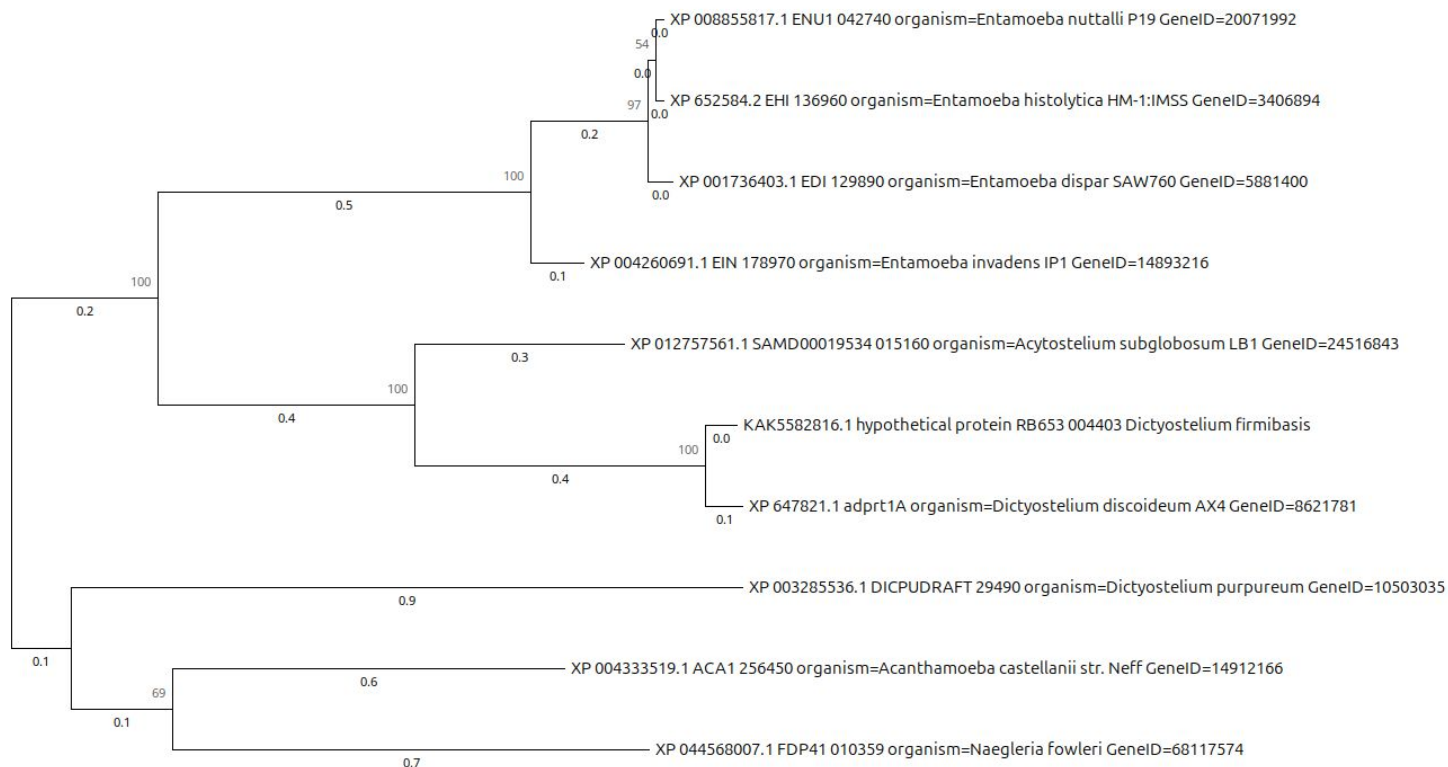 XP 008855817.1 ENU1 042740 organism=Entamoeba nuttalli P19 GeneID=20071992
0.0
54
0.0
XP 652584.2 EHI 136960 organism=Entamoeba histolytica HM-1:IMSS GeneID=3406894
97
0.0
0.2
100
XP 001736403.1 EDI 129890 organism=Entamoeba dispar SAW760 GeneID=5881400
0.0
0.5
XP 004260691.1 EIN 178970 organism=Entamoeba invadens IP1 GeneID=14893216
0.1
100
0.2
XP 012757561.1 SAMD00019534 015160 organism=Acytostelium subglobosum LB1 GeneID=24516843
0.3
100
0.4
KAK5582816.1 hypothetical protein RB653 004403 Dictyostelium firmibasis
0.0
100
0.4
XP 647821.1 adprt1A organism=Dictyostelium discoideum AX4 GeneID=8621781
0.1
XP 003285536.1 DICPUDRAFT 29490 organism=Dictyostelium purpureum GeneID=10503035
0.9
0.1
XP 004333519.1 ACA1 256450 organism=Acanthamoeba castellanii str. Neff GeneID=14912166
0.6
69
0.1
XP 044568007.1 FDP41 010359 organism=Naegleria fowleri GeneID=68117574
0.7